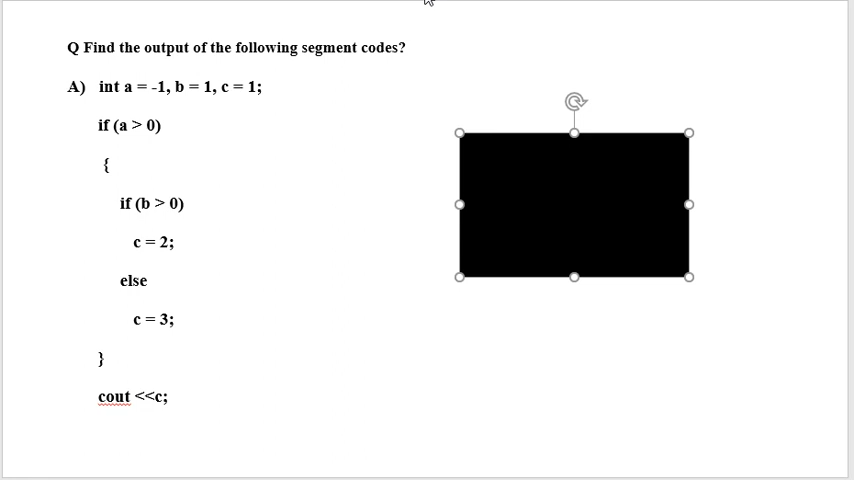 Q Find the output of the following segment codes?
A) int a = -1, b = 1, c = 1;
if (a > 0)
{
if (b > 0)
c = 2;
else
c = 3;
}
cout <<c;